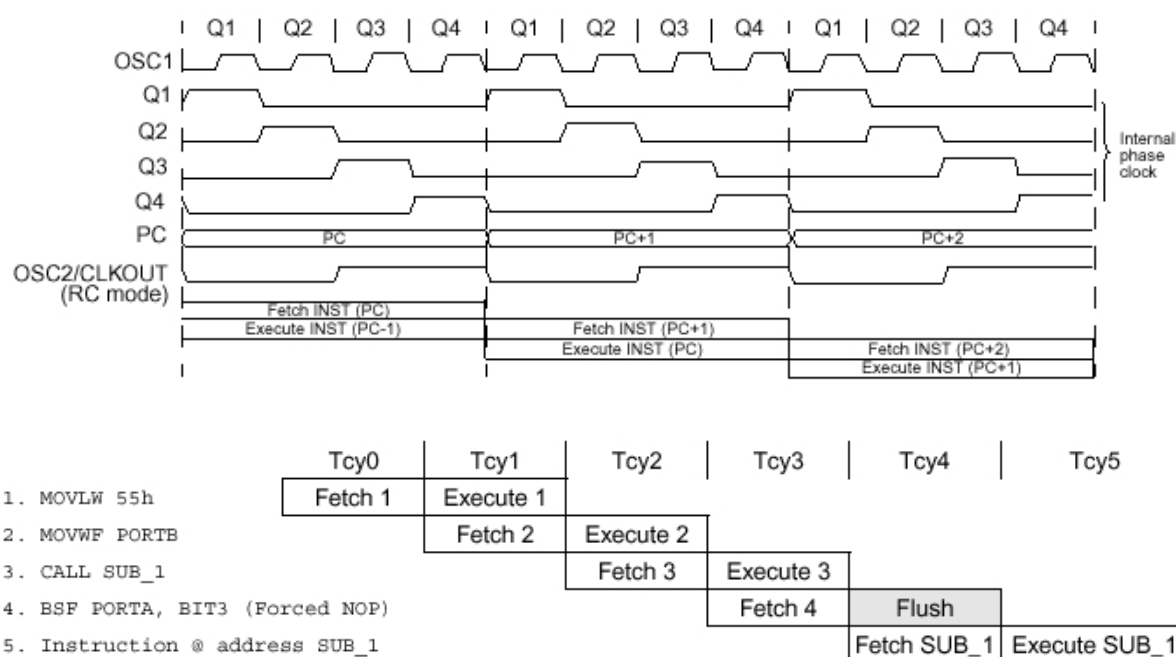 Q1 Q2 Q3 Q4 Q1 Q2 Q3 Q4 Q1 Q2 Q3 Q4
OSC1
Q1
Q2
Q3
Q4
Internal
phase
clock
PC PC PC+1 PC+2
OSC2/CLKOUT
(RC mode)
Fetch INST (PC)
Execute INST (PC-1) Fetch INST (PC+1)
Execute INST (PC) Fetch INST (PC+2)
Execute INST (PC+1)
Tcy0 Tcy1 Tcy2 Tcy3 Tcy4 Tcy5
1. MOVLW 55h Fetch 1 Execute 1
2. MOVWF PORTB Fetch 2 Execute 2
3. CALL SUB_1 Fetch 3 Execute 3
4. BSF PORTA, BIT3 (Forced NOP) Fetch 4 Flush
5. Instruction @ address SUB_1 Fetch SUB_1 Execute SUB_1